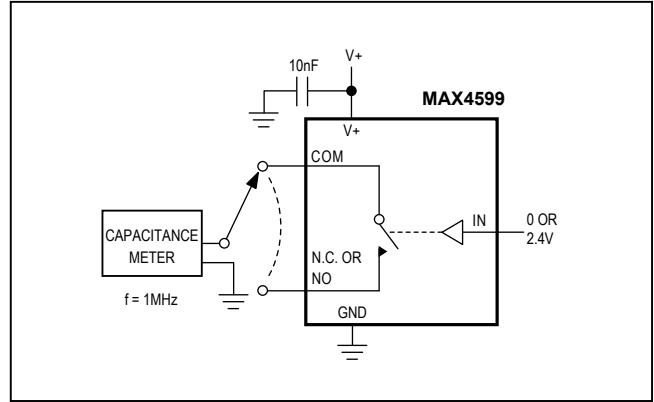 V+
10nF
MAX4599
V+
COM
IN
0 OR
2.4V
CAPACITANCE
METER
N.C. OR
NO
f = 1MHz
GND